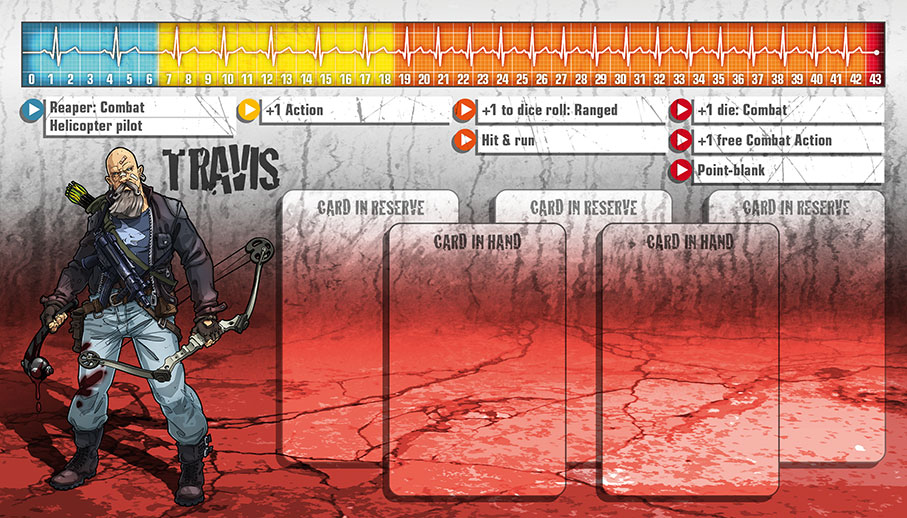 0 1 2 3 4 5 6 7 8 9 10 11 12 13 14 15 16 17 18 19 20 21 22 23 24 25 26 27 28 29 30 31 32 33 34 35 36 37 38 39 40 41 42 43
Reaper: Combat
Helicopter pilot
+1 Action
+1 to dice roll: Ranged
Hit & run
+1 die: Combat
+1 free Combat Action
Point-blank
TRAVIS
CARD IN RESERVE
CARD IN RESERVE
CARD IN RESERVE
CARD IN HAND
CARD IN HAND